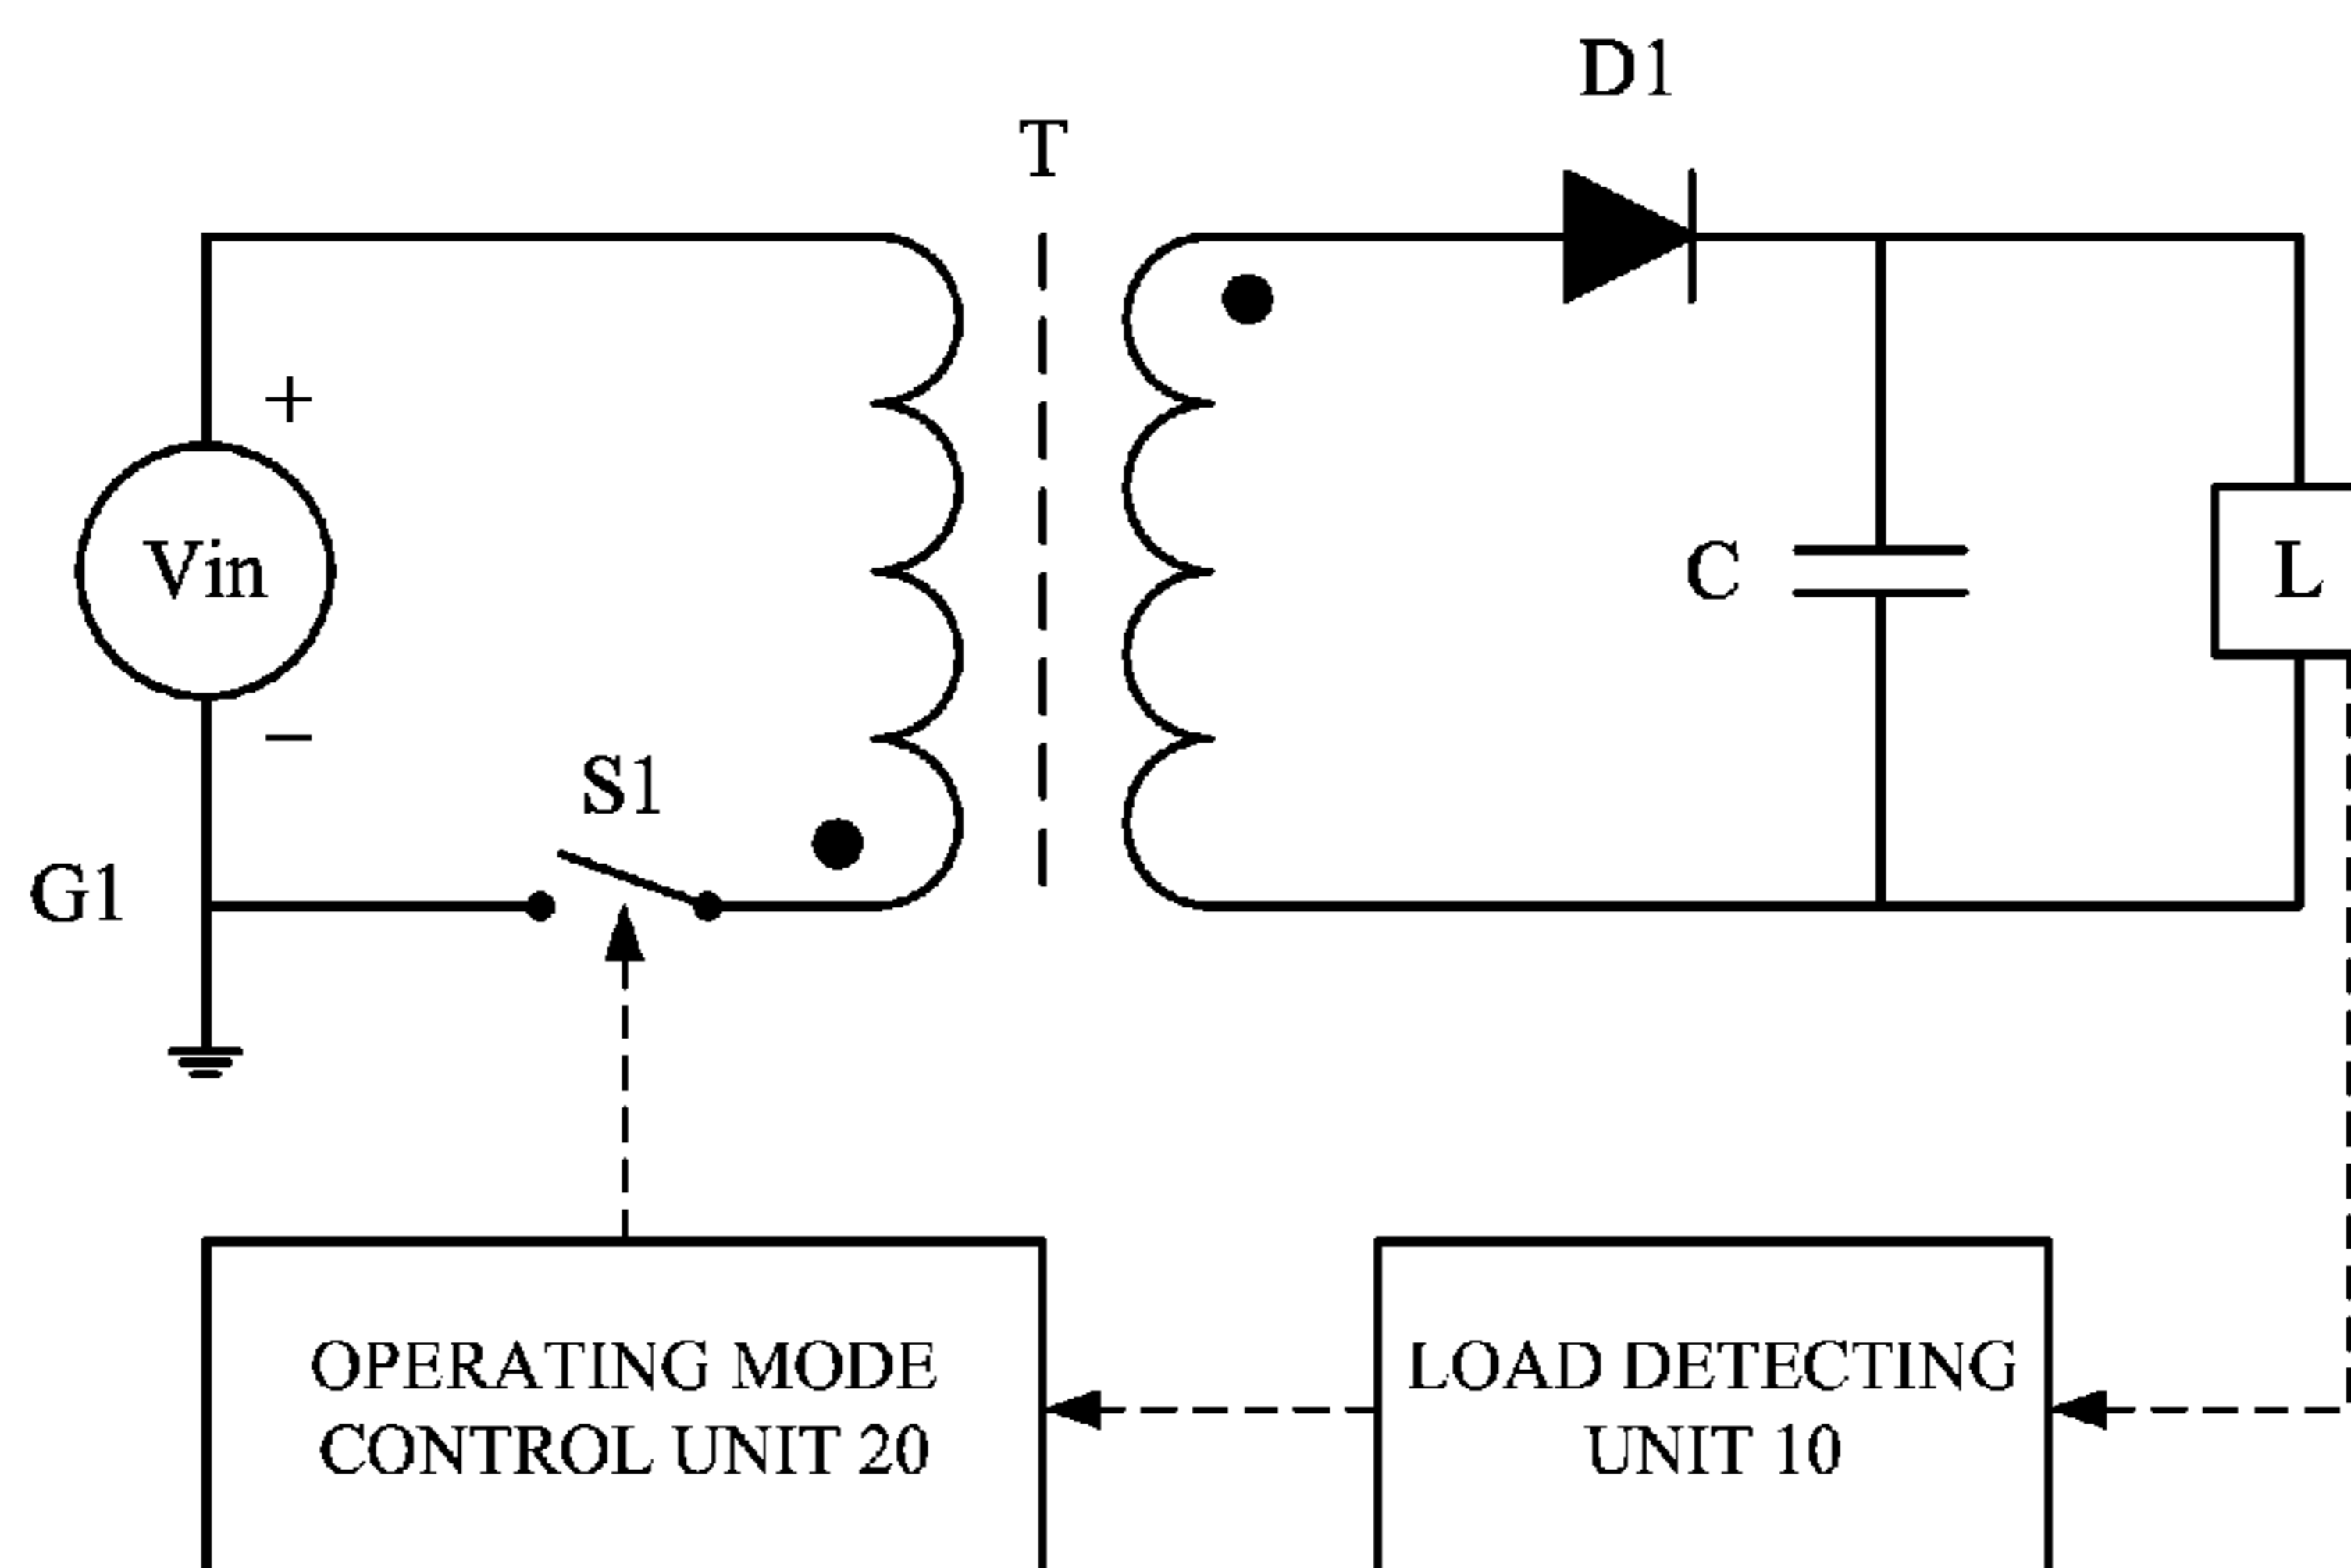 D1
T
+
Vin
C
L
−
S1
G1
OPERATING MODE
CONTROL UNIT 20
LOAD DETECTING
UNIT 10